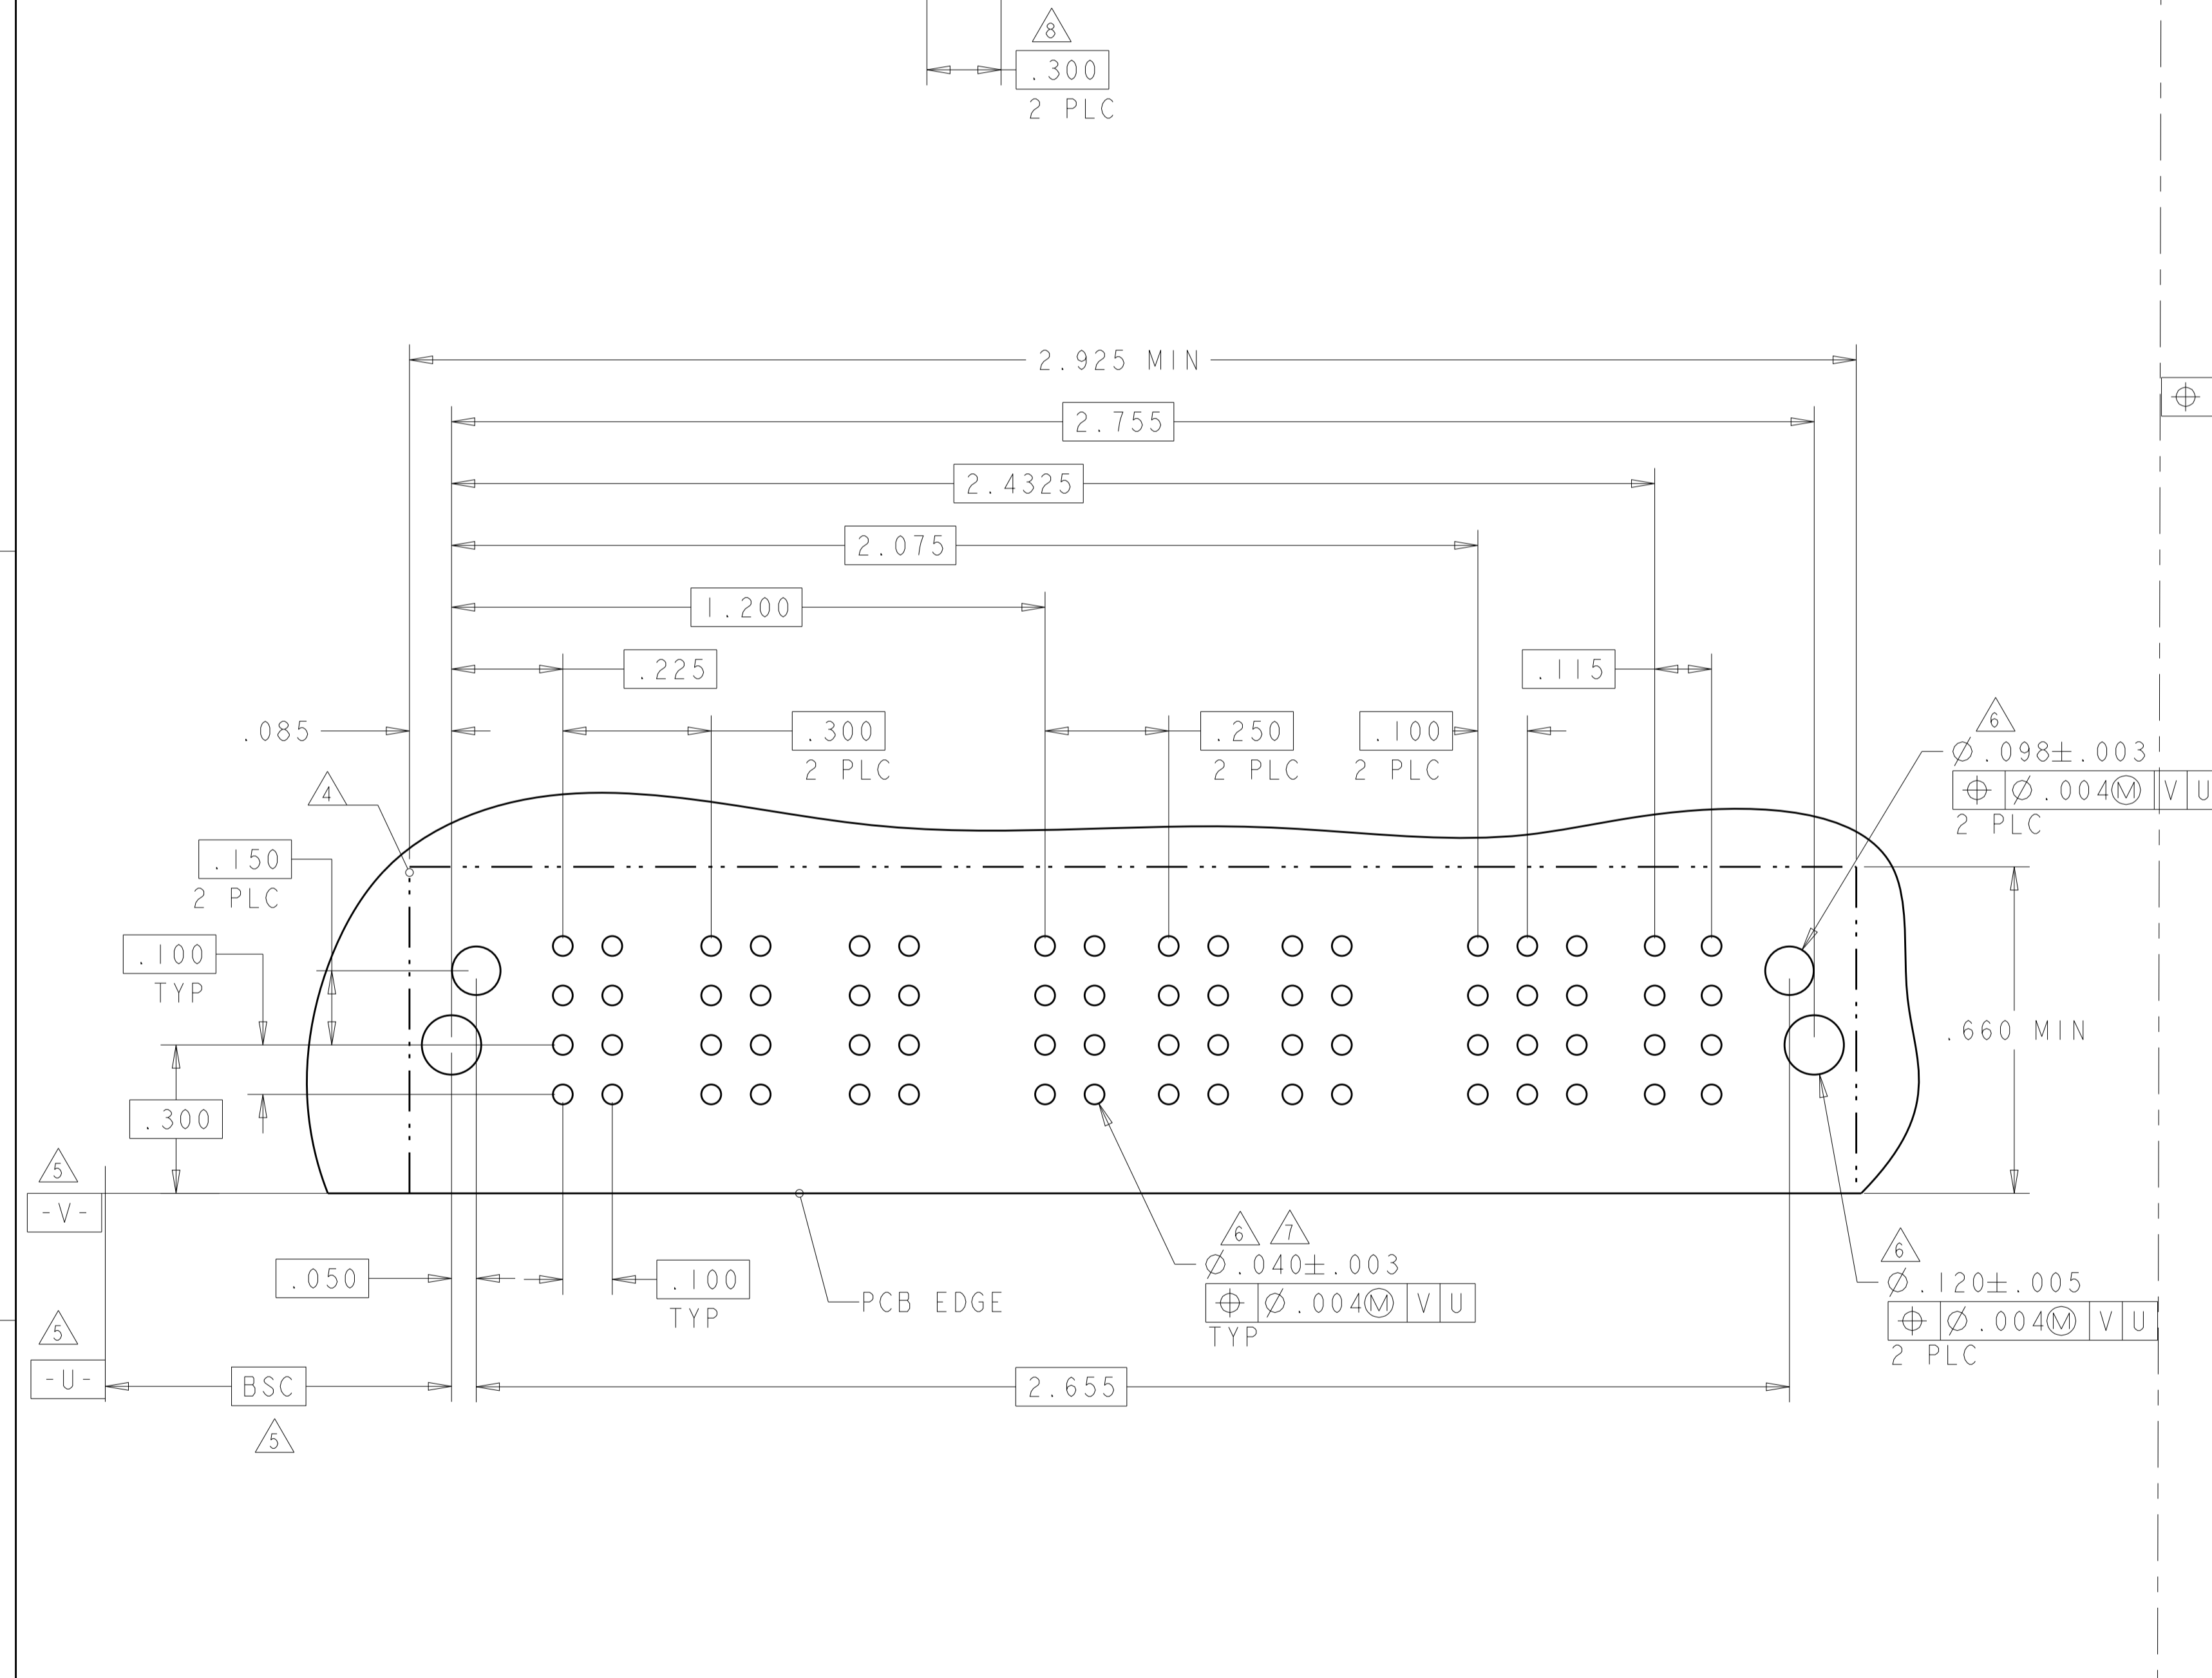 8
.300
2 PLC
2.925 MIN
2.755
2.4325
2.075
1.200
.225
.115
.085
.300
2 PLC
.250
2 PLC
.100
2 PLC
6
Ø.098±.003
⌖ Ø.004Ⓜ V U
2 PLC
4
.150
2 PLC
.100
TYP
.660 MIN
.300
5
-V-
6 7
Ø.040±.003
⌖ Ø.004Ⓜ V U
TYP
6
Ø.120±.005
⌖ Ø.004Ⓜ V U
2 PLC
.050
.100
TYP
PCB EDGE
5
-U-
BSC
5
2.655